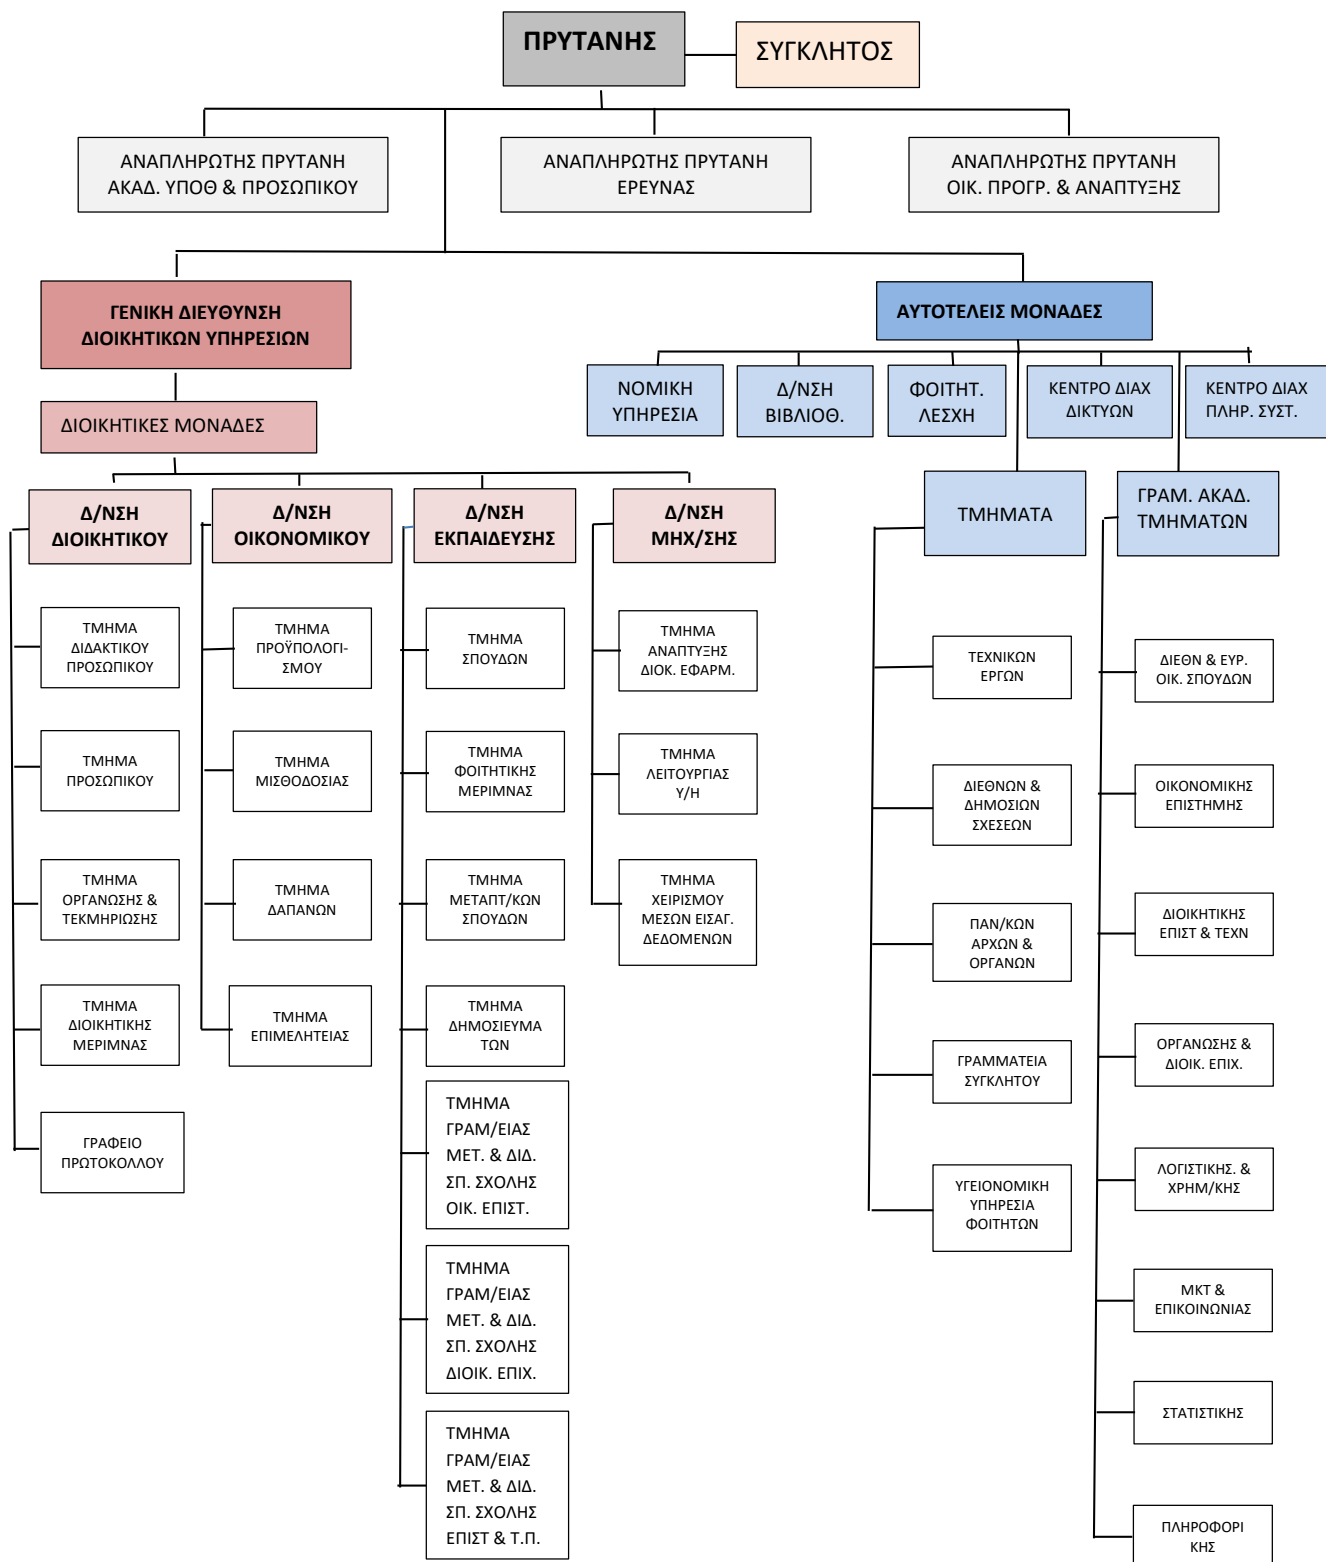 ΠΡΥΤΑΝΗΣ
ΣΥΓΚΛΗΤΟΣ
ΑΝΑΠΛΗΡΩΤΗΣ ΠΡΥΤΑΝΗ
ΑΚΑΔ. ΥΠΟΘ & ΠΡΟΣΩΠΙΚΟΥ
ΑΝΑΠΛΗΡΩΤΗΣ ΠΡΥΤΑΝΗ
ΕΡΕΥΝΑΣ
ΑΝΑΠΛΗΡΩΤΗΣ ΠΡΥΤΑΝΗ
ΟΙΚ. ΠΡΟΓΡ. & ΑΝΑΠΤΥΞΗΣ
ΓΕΝΙΚΗ ΔΙΕΥΘΥΝΣΗ
ΔΙΟΙΚΗΤΙΚΩΝ ΥΠΗΡΕΣΙΩΝ
ΑΥΤΟΤΕΛΕΙΣ ΜΟΝΑΔΕΣ
ΔΙΟΙΚΗΤΙΚΕΣ ΜΟΝΑΔΕΣ
ΝΟΜΙΚΗ
ΥΠΗΡΕΣΙΑ
Δ/ΝΣΗ
ΒΙΒΛΙΟΘ.
ΦΟΙΤΗΤ.
ΛΕΣΧΗ
ΚΕΝΤΡΟ ΔΙΑΧ
ΔΙΚΤΥΩΝ
ΚΕΝΤΡΟ ΔΙΑΧ
ΠΛΗΡ. ΣΥΣΤ.
Δ/ΝΣΗ
ΔΙΟΙΚΗΤΙΚΟΥ
Δ/ΝΣΗ
ΟΙΚΟΝΟΜΙΚΟΥ
Δ/ΝΣΗ
ΕΚΠΑΙΔΕΥΣΗΣ
Δ/ΝΣΗ
ΜΗΧ/ΣΗΣ
ΤΜΗΜΑΤΑ
ΓΡΑΜ. ΑΚΑΔ.
ΤΜΗΜΑΤΩΝ
ΤΜΗΜΑ
ΔΙΔΑΚΤΙΚΟΥ
ΠΡΟΣΩΠΙΚΟΥ
ΤΜΗΜΑ
ΠΡΟΣΩΠΙΚΟΥ
ΤΜΗΜΑ
ΟΡΓΑΝΩΣΗΣ &
ΤΕΚΜΗΡΙΩΣΗΣ
ΤΜΗΜΑ
ΔΙΟΙΚΗΤΙΚΗΣ
ΜΕΡΙΜΝΑΣ
ΓΡΑΦΕΙΟ
ΠΡΩΤΟΚΟΛΛΟΥ
ΤΜΗΜΑ
ΠΡΟΫΠΟΛΟΓΙ-
ΣΜΟΥ
ΤΜΗΜΑ
ΜΙΣΘΟΔΟΣΙΑΣ
ΤΜΗΜΑ
ΔΑΠΑΝΩΝ
ΤΜΗΜΑ
ΕΠΙΜΕΛΗΤΕΙΑΣ
ΤΜΗΜΑ
ΣΠΟΥΔΩΝ
ΤΜΗΜΑ
ΦΟΙΤΗΤΙΚΗΣ
ΜΕΡΙΜΝΑΣ
ΤΜΗΜΑ
ΜΕΤΑΠΤ/ΚΩΝ
ΣΠΟΥΔΩΝ
ΤΜΗΜΑ
ΔΗΜΟΣΙΕΥΜΑ
ΤΩΝ
ΤΜΗΜΑ
ΓΡΑΜ/ΕΙΑΣ
ΜΕΤ. & ΔΙΔ.
ΣΠ. ΣΧΟΛΗΣ
ΟΙΚ. ΕΠΙΣΤ.
ΤΜΗΜΑ
ΓΡΑΜ/ΕΙΑΣ
ΜΕΤ. & ΔΙΔ.
ΣΠ. ΣΧΟΛΗΣ
ΔΙΟΙΚ. ΕΠΙΧ.
ΤΜΗΜΑ
ΓΡΑΜ/ΕΙΑΣ
ΜΕΤ. & ΔΙΔ.
ΣΠ. ΣΧΟΛΗΣ
ΕΠΙΣΤ & Τ.Π.
ΤΜΗΜΑ
ΑΝΑΠΤΥΞΗΣ
ΔΙΟΚ. ΕΦΑΡΜ.
ΤΜΗΜΑ
ΛΕΙΤΟΥΡΓΙΑΣ
Υ/Η
ΤΜΗΜΑ
ΧΕΙΡΙΣΜΟΥ
ΜΕΣΩΝ ΕΙΣΑΓ.
ΔΕΔΟΜΕΝΩΝ
ΤΕΧΝΙΚΩΝ
ΕΡΓΩΝ
ΔΙΕΘΝΩΝ &
ΔΗΜΟΣΙΩΝ
ΣΧΕΣΕΩΝ
ΠΑΝ/ΚΩΝ
ΑΡΧΩΝ &
ΟΡΓΑΝΩΝ
ΓΡΑΜΜΑΤΕΙΑ
ΣΥΓΚΛΗΤΟΥ
ΥΓΕΙΟΝΟΜΙΚΗ
ΥΠΗΡΕΣΙΑ
ΦΟΙΤΗΤΩΝ
ΔΙΕΘΝ & ΕΥΡ.
ΟΙΚ. ΣΠΟΥΔΩΝ
ΟΙΚΟΝΟΜΙΚΗΣ
ΕΠΙΣΤΗΜΗΣ
ΔΙΟΙΚΗΤΙΚΗΣ
ΕΠΙΣΤ & ΤΕΧΝ
ΟΡΓΑΝΩΣΗΣ &
ΔΙΟΙΚ. ΕΠΙΧ.
ΛΟΓΙΣΤΙΚΗΣ. &
ΧΡΗΜ/ΚΗΣ
ΜΚΤ &
ΕΠΙΚΟΙΝΩΝΙΑΣ
ΣΤΑΤΙΣΤΙΚΗΣ
ΠΛΗΡΟΦΟΡΙ
ΚΗΣ